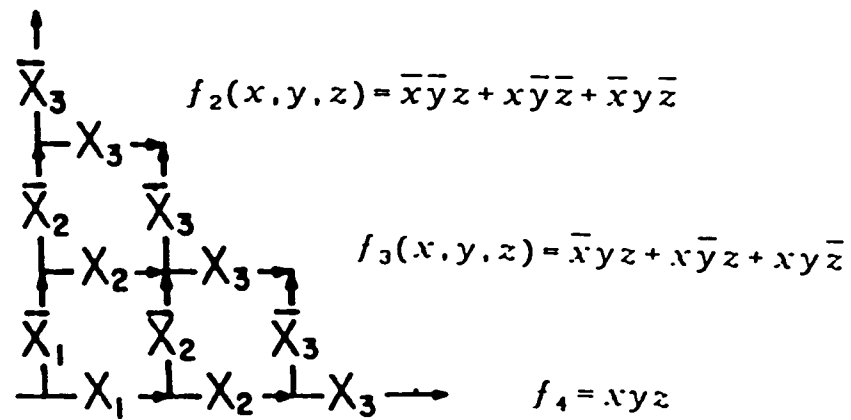 X̄₃
f₂(x,y,z) = x̄ȳz + xȳz̄ + x̄yz̄
X₃
X̄₂ X̄₃
f₃(x,y,z) = x̄yz + xȳz + xyz̄
X₂ X₃
X̄₁ X̄₂ X̄₃
X₁ X₂ X₃ f₄ = xyz